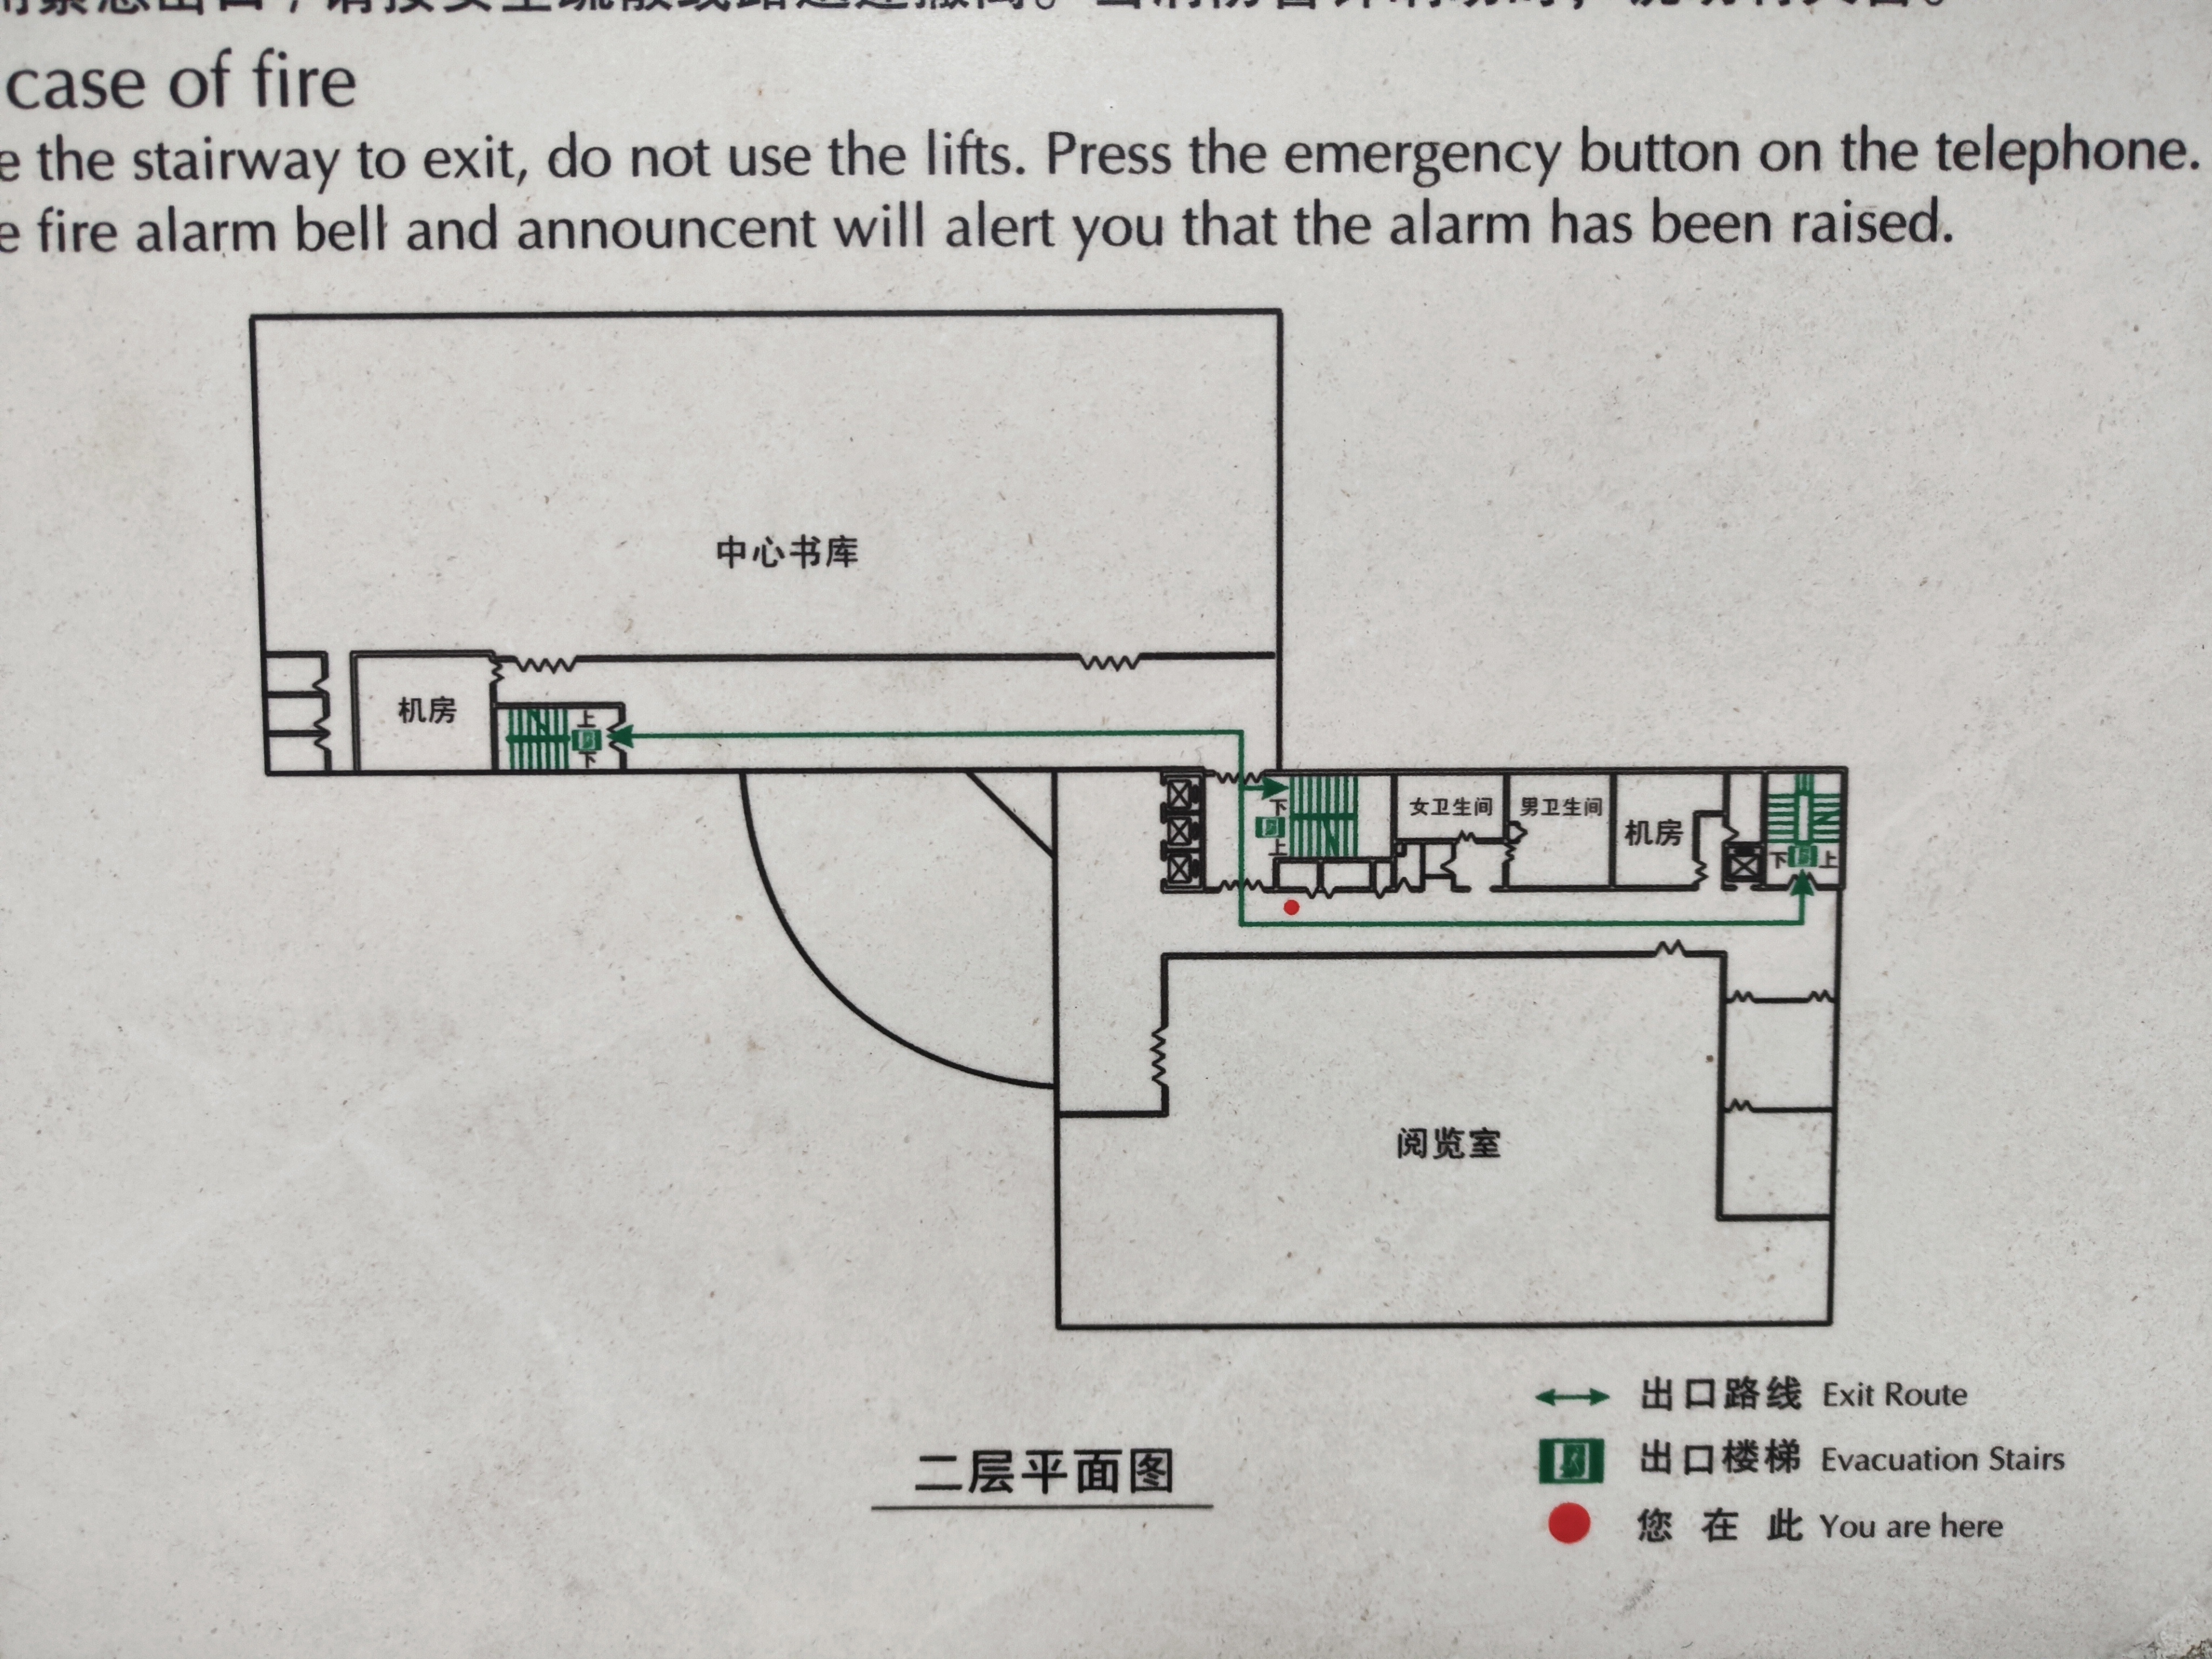 case of fire
e the stairway to exit, do not use the lifts. Press the emergency button on the telephone.
e fire alarm bell and announcent will alert you that the alarm has been raised.
中心书库
机房
上
下
下
上
女卫生间
男卫生间
机房
下
上
阅览室
二层平面图
出口路线 Exit Route
出口楼梯 Evacuation Stairs
您在此 You are here